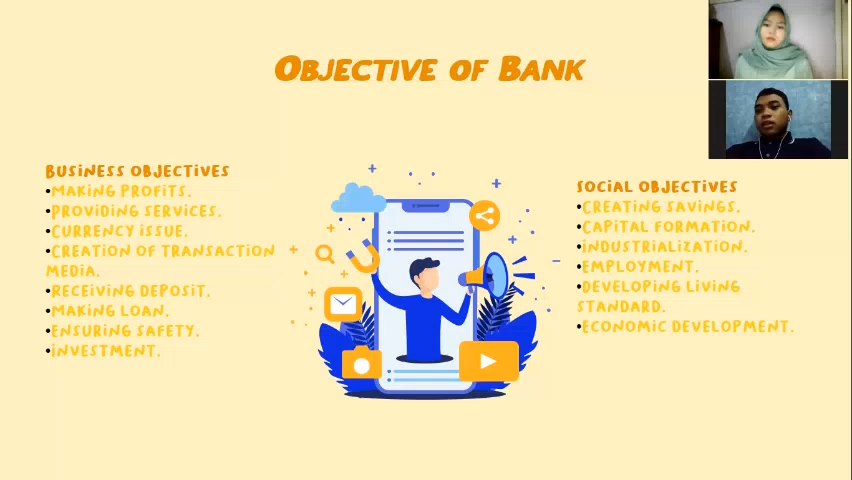 OBJECTIVE OF BANK
BUSINESS OBJECTIVES
•MAKING PROFITS.
•PROVIDING SERVICES.
•CURRENCY ISSUE.
•CREATION OF TRANSACTION
MEDIA.
•RECEIVING DEPOSIT.
•MAKING LOAN.
•ENSURING SAFETY.
•INVESTMENT.
SOCIAL OBJECTIVES
•CREATING SAVINGS.
•CAPITAL FORMATION.
•INDUSTRIALIZATION.
•EMPLOYMENT.
•DEVELOPING LIVING
STANDARD.
•ECONOMIC DEVELOPMENT.